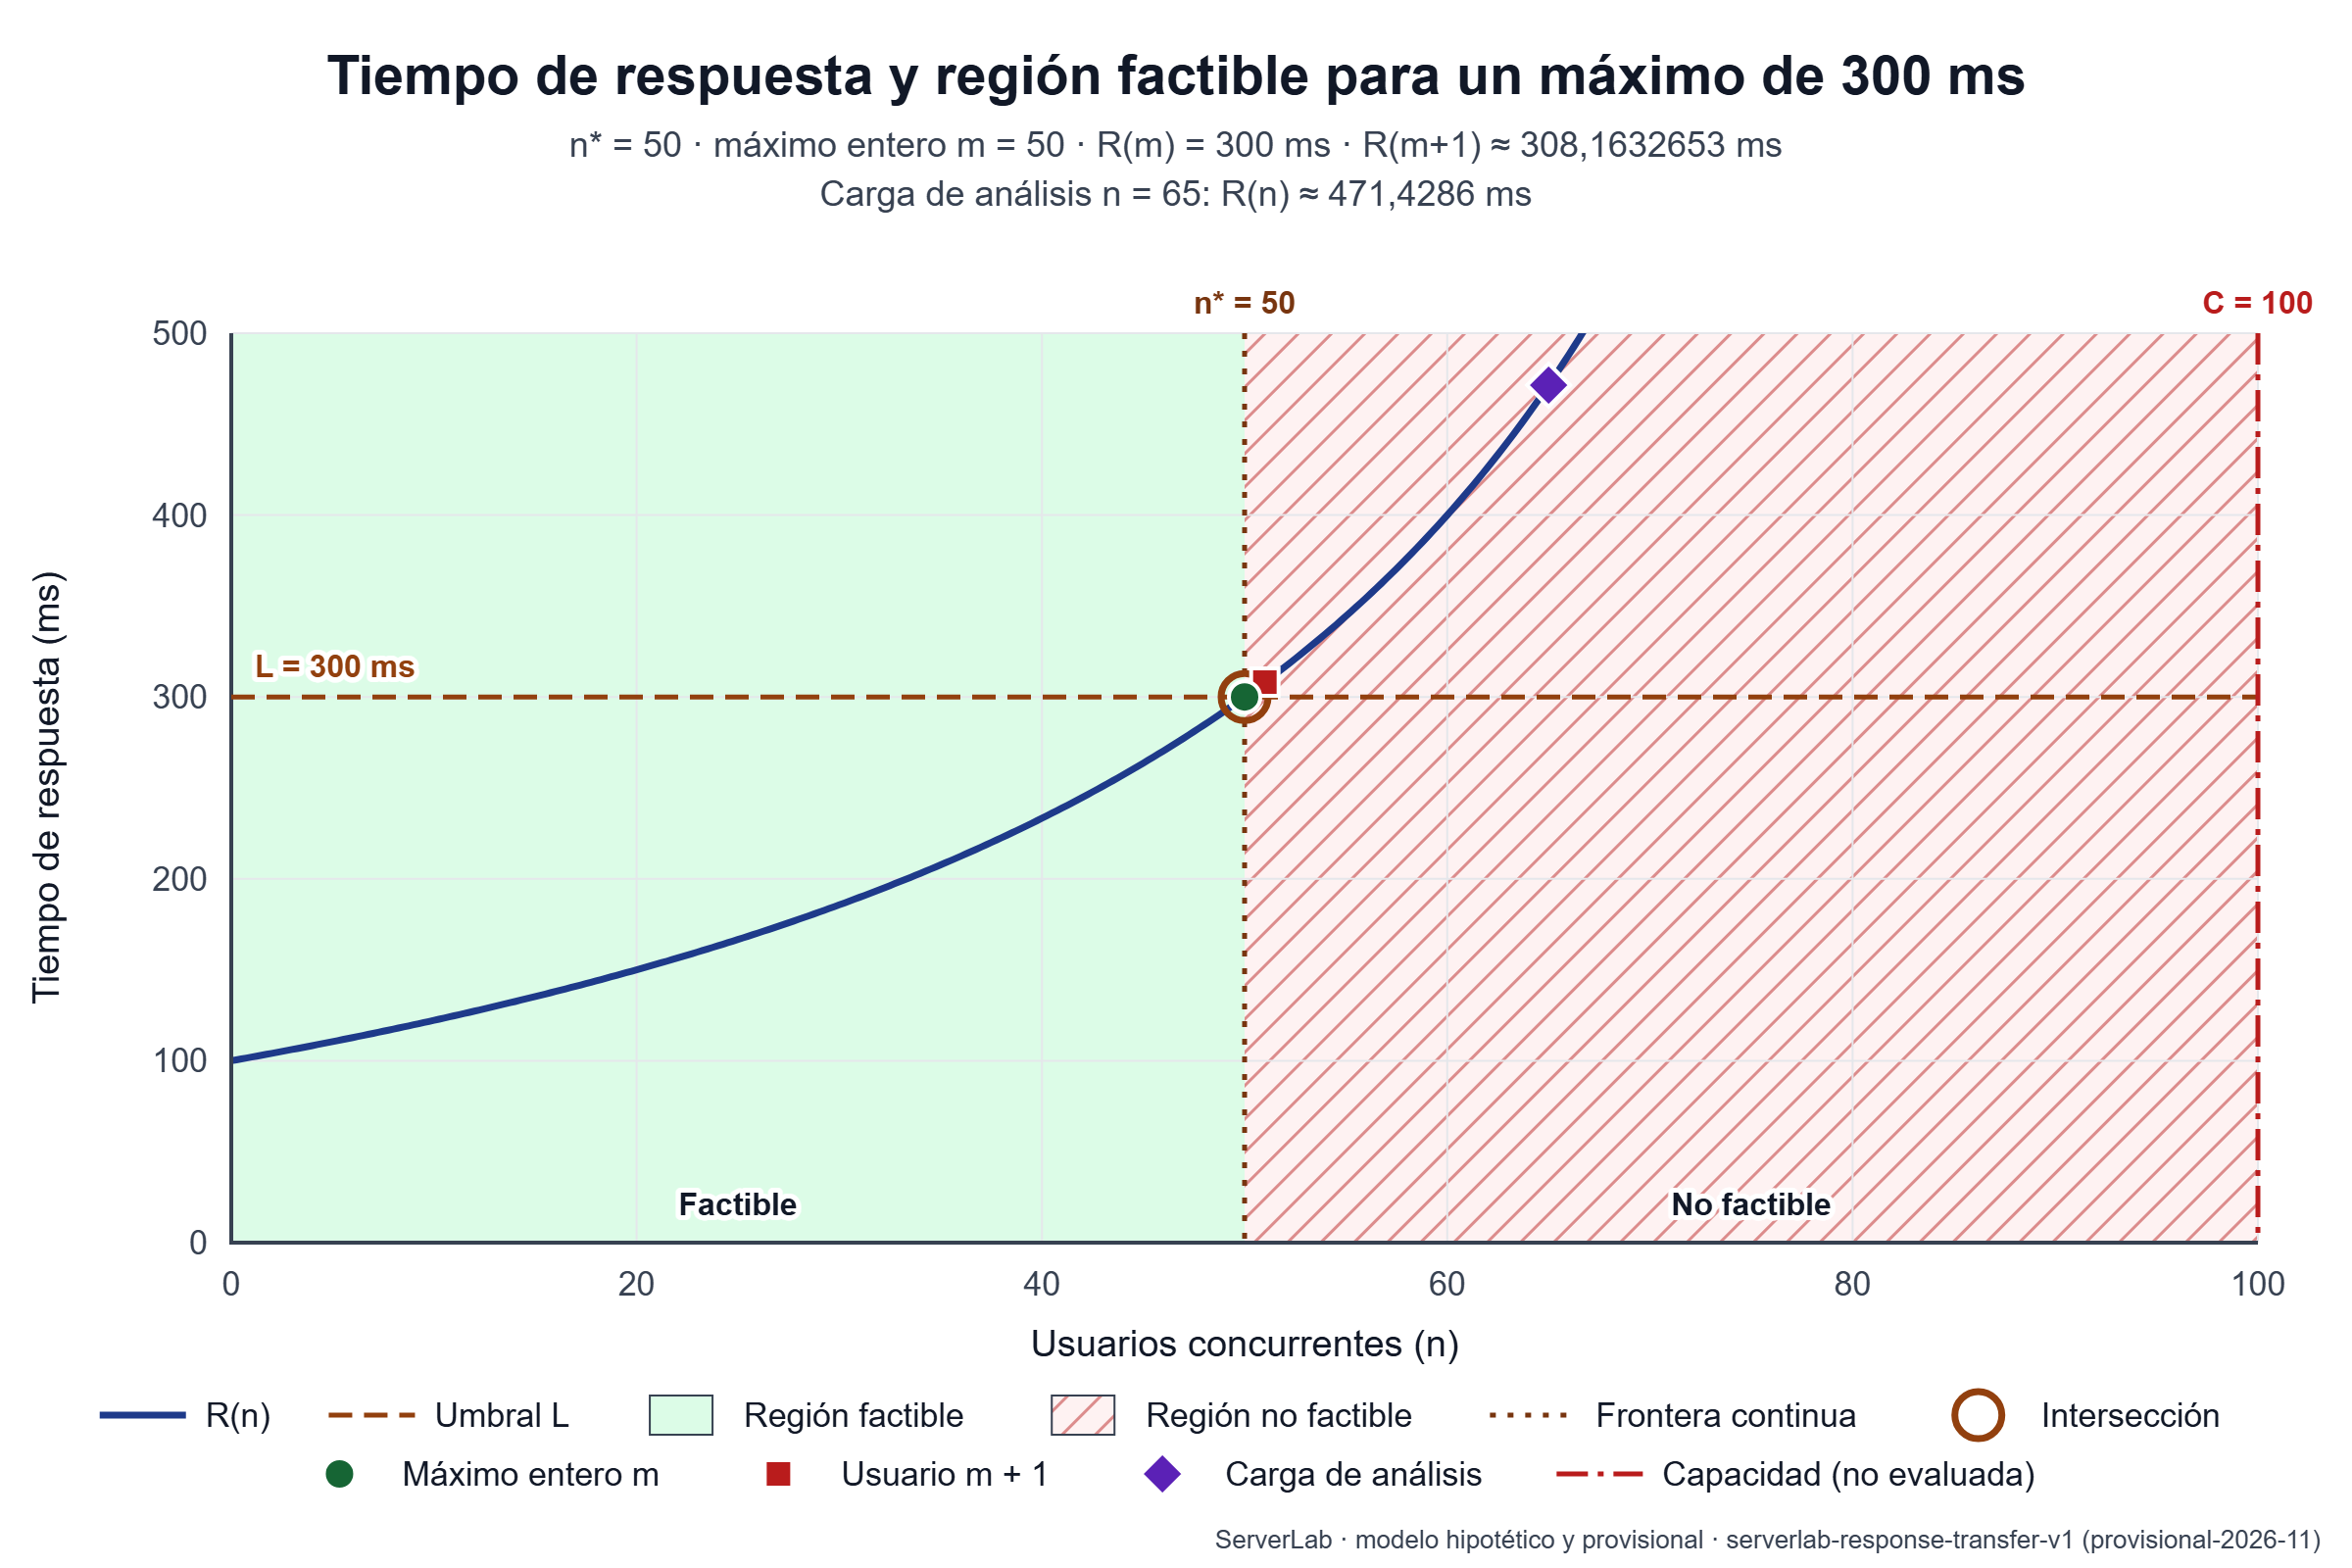 Tiempo de respuesta y región factible para un máximo de 300 ms
n* = 50 · máximo entero m = 50 · R(m) = 300 ms · R(m+1) ≈ 308,1632653 ms
Carga de análisis n = 65: R(n) ≈ 471,4286 ms
n* = 50
C = 100
500
400
300
200
100
0
Tiempo de respuesta (ms)
L = 300 ms
Factible
No factible
0
20
40
60
80
100
Usuarios concurrentes (n)
R(n)
Umbral L
Región factible
Región no factible
Frontera continua
Intersección
Máximo entero m
Usuario m + 1
Carga de análisis
Capacidad (no evaluada)
ServerLab · modelo hipotético y provisional · serverlab-response-transfer-v1 (provisional-2026-11)